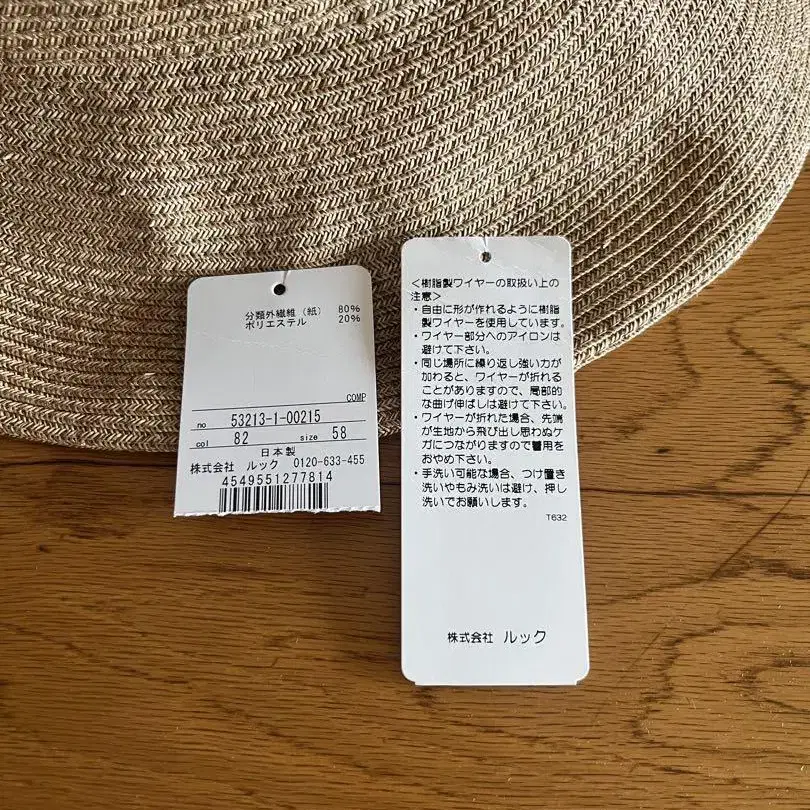 分類外繊維（紙） 80%
ポリエステル 20%
COMP
no 53213-1-00215
col 82 size 58
日本製
株式会社 ルック 0120-633-455
4549551277814
＜樹脂製ワイヤーの取扱い上の
注意＞
・自由に形が作れるように樹脂
製ワイヤーを使用しています。
・ワイヤー部分へのアイロンは
避けて下さい。
・同じ場所に繰り返し強い力が
加わると、ワイヤーが折れる
ことがありますので、局部的
な曲げ伸ばしは避けて下さい。
・ワイヤーが折れた場合、先端
が生地から飛び出し思わぬケ
ガにつながりますので着用を
おやめ下さい。
・手洗い可能な場合、つけ置き
洗いやもみ洗いは避け、押し
洗いでお願いします。
T632
株式会社 ルック